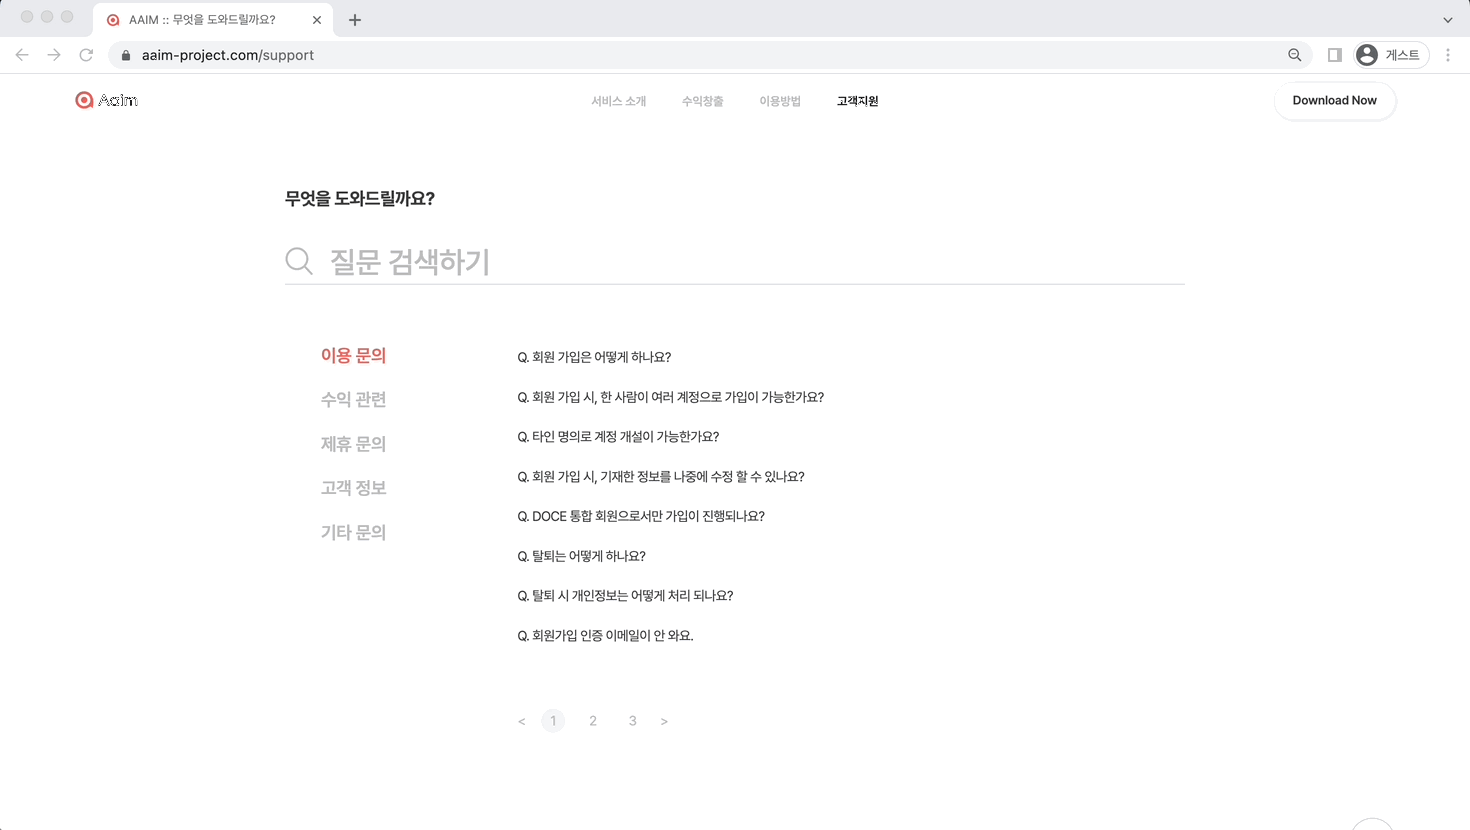 AAIM :: 무엇을 도와드릴까요?
aaim-project.com/support
게스트
Aaim
서비스 소개
수익창출
이용방법
고객지원
Download Now
무엇을 도와드릴까요?
질문 검색하기
이용 문의
수익 관련
제휴 문의
고객 정보
기타 문의
Q. 회원 가입은 어떻게 하나요?
Q. 회원 가입 시, 한 사람이 여러 계정으로 가입이 가능한가요?
Q. 타인 명의로 계정 개설이 가능한가요?
Q. 회원 가입 시, 기재한 정보를 나중에 수정 할 수 있나요?
Q. DOCE 통합 회원으로서만 가입이 진행되나요?
Q. 탈퇴는 어떻게 하나요?
Q. 탈퇴 시 개인정보는 어떻게 처리 되나요?
Q. 회원가입 인증 이메일이 안 와요.
< 1 2 3 >